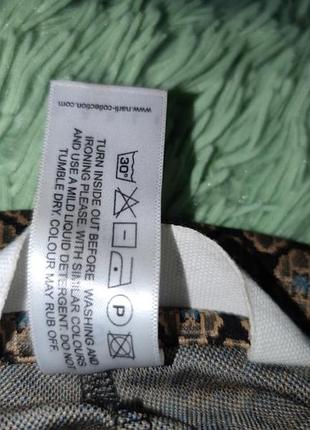 www.narli-collection.com
30°
P
TURN INSIDE OUT BEFORE WASHING AND
IRONING PLEASE, WITH SIMILAR COLOURS
AND USE A MILD LIQUID DETERGENT. DO NOT
TUMBLE DRY. COLOUR MAY RUB OFF.